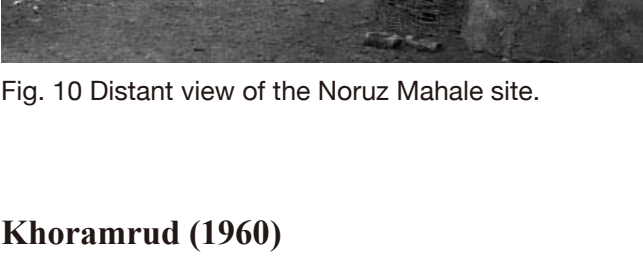 Fig. 10 Distant view of the Noruz Mahale site.
Khoramrud (1960)